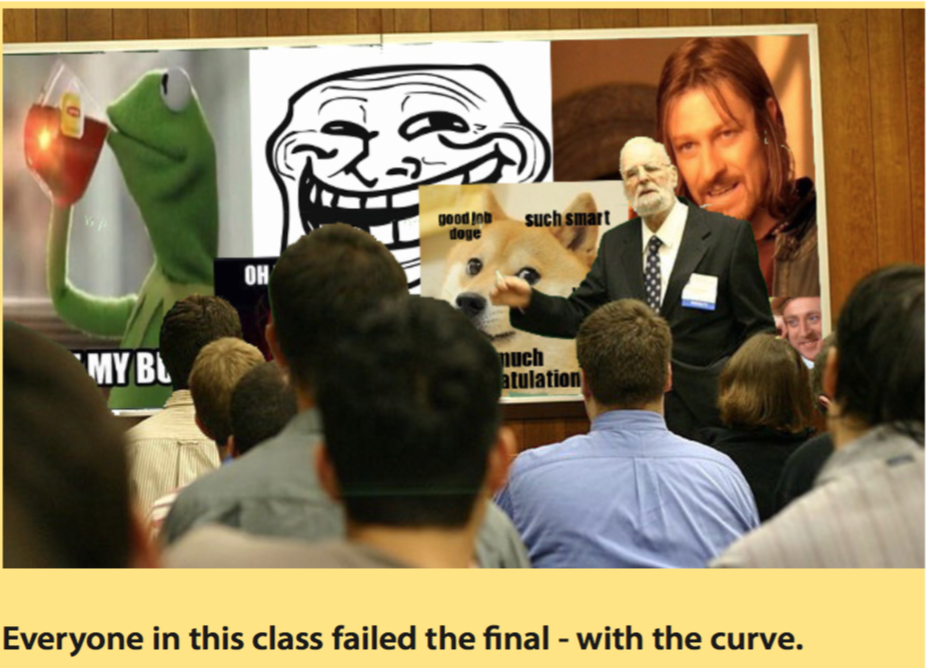 good job
doge
such smart
OH
MY BU
much
atulation
Everyone in this class failed the final - with the curve.